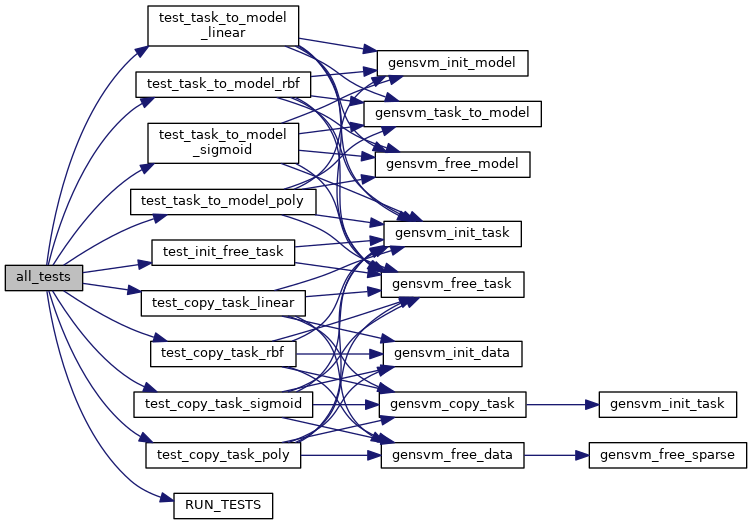 all_tests
test_task_to_model
_linear
test_task_to_model_rbf
test_task_to_model
_sigmoid
test_task_to_model_poly
test_init_free_task
test_copy_task_linear
test_copy_task_rbf
test_copy_task_sigmoid
test_copy_task_poly
RUN_TESTS
gensvm_init_model
gensvm_task_to_model
gensvm_free_model
gensvm_init_task
gensvm_free_task
gensvm_init_data
gensvm_copy_task
gensvm_free_data
gensvm_init_task
gensvm_free_sparse